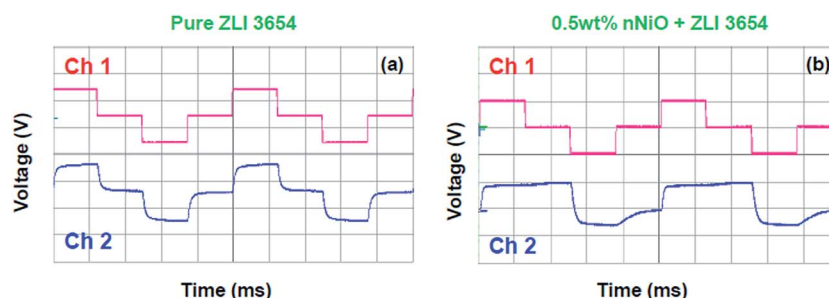 Pure ZLI 3654
Ch 1
(a)
Voltage (V)
Ch 2
Time (ms)
0.5wt% nNiO + ZLI 3654
Ch 1
(b)
Voltage (V)
Ch 2
Time (ms)